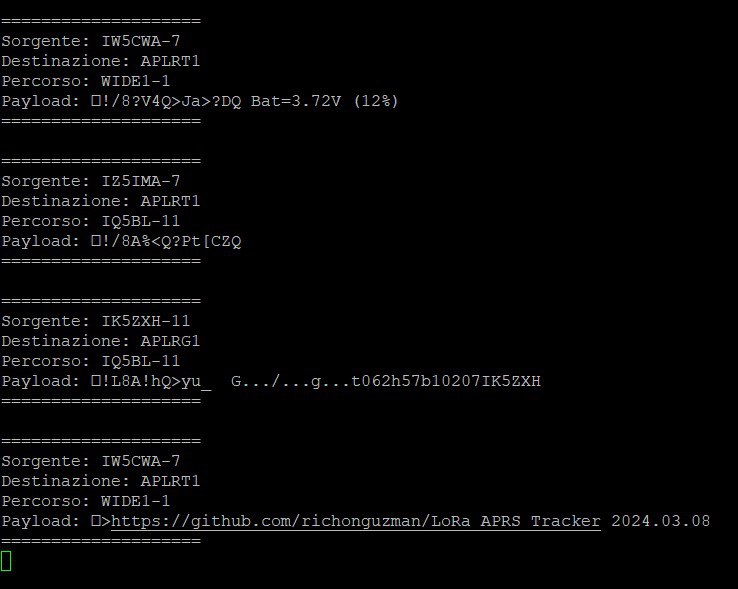 ====================
Sorgente: IW5CWA-7
Destinazione: APLRT1
Percorso: WIDE1-1
Payload: □!/8?V4Q>Ja>?DQ Bat=3.72V (12%)
====================
====================
Sorgente: IZ5IMA-7
Destinazione: APLRT1
Percorso: IQ5BL-11
Payload: □!/8A%<Q?Pt[CZQ
====================
====================
Sorgente: IK5ZXH-11
Destinazione: APLRG1
Percorso: IQ5BL-11
Payload: □!L8A!hQ>yu_  G.../...g...t062h57b10207IK5ZXH
====================
====================
Sorgente: IW5CWA-7
Destinazione: APLRT1
Percorso: WIDE1-1
Payload: □>https://github.com/richonguzman/LoRa_APRS_Tracker 2024.03.08
====================